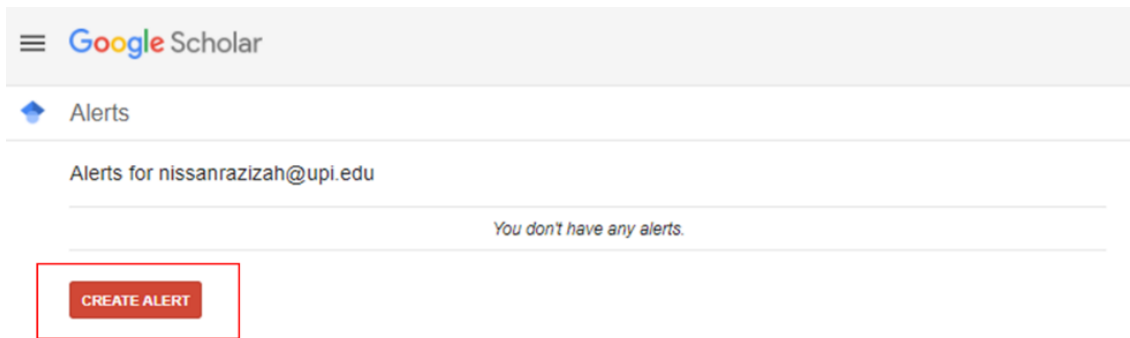 Google Scholar
Alerts
Alerts for nissanrazizah@upi.edu
You don't have any alerts.
CREATE ALERT